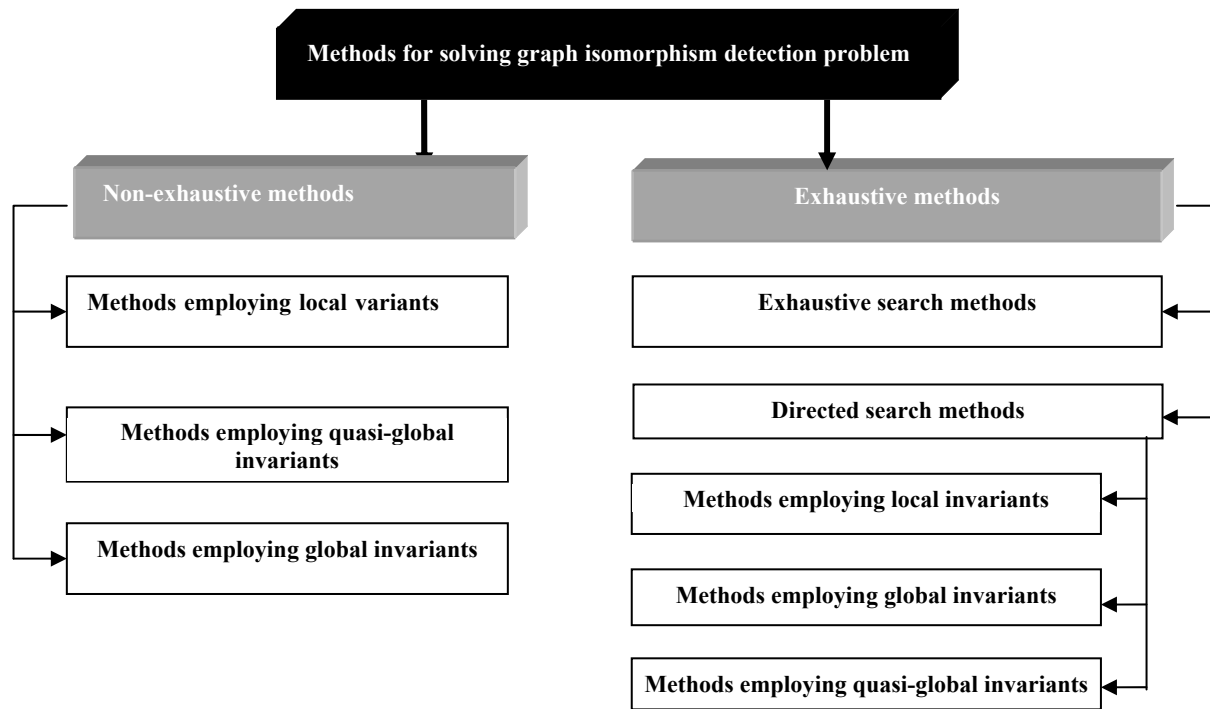 Methods for solving graph isomorphism detection problem
Non-exhaustive methods
Methods employing local variants
Methods employing quasi-global
invariants
Methods employing global invariants
Exhaustive methods
Exhaustive search methods
Directed search methods
Methods employing local invariants
Methods employing global invariants
Methods employing quasi-global invariants